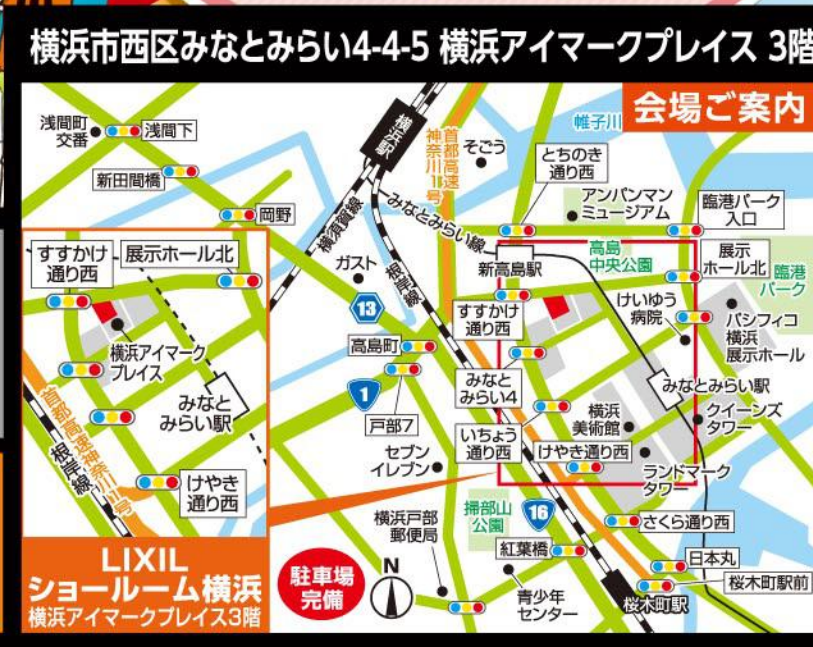 横浜市西区みなとみらい4-4-5 横浜アイマークプレイス 3階
会場ご案内
浅間町
交番
浅間下
新田間橋
岡野
横浜駅
首都高速
神奈川1号
そごう
帷子川
とちのき
通り西
アンパンマン
ミュージアム
臨港パーク
入口
横須賀線
みなとみらい線
根岸線
ガスト
新高島駅
高島
中央公園
展示
ホール北
臨港
パーク
13
すすかけ
通り西
けいゆう
病院
パシフィコ
横浜
展示ホール
高島町
1
戸部7
みなと
みらい4
みなとみらい駅
いちょう
通り西
横浜
美術館
クイーンズ
タワー
セブン
イレブン
けやき通り西
ランドマーク
タワー
横浜戸部
郵便局
掃部山
公園
16
さくら通り西
紅葉橋
日本丸
桜木町駅前
青少年
センター
桜木町駅
駐車場
完備
N
すすかけ
通り西
展示ホール北
横浜アイマーク
プレイス
みなと
みらい駅
首都高速神奈川1号
根岸線
けやき
通り西
LIXIL
ショールーム横浜
横浜アイマークプレイス3階